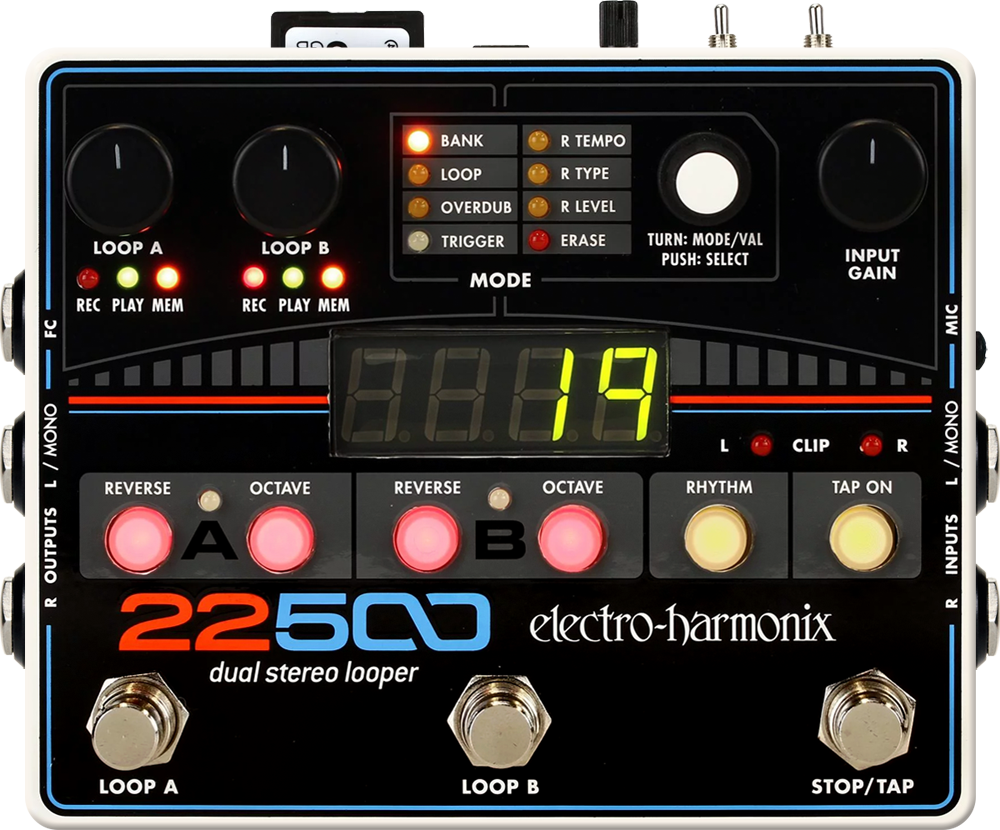 BANK
R TEMPO
LOOP
R TYPE
OVERDUB
R LEVEL
TRIGGER
ERASE
MODE
TURN: MODE/VAL
PUSH: SELECT
LOOP A
LOOP B
INPUT
GAIN
REC PLAY MEM
REC PLAY MEM
FC
MIC
19
L CLIP R
R OUTPUTS L / MONO
R INPUTS L / MONO
REVERSE
OCTAVE
A
REVERSE
OCTAVE
B
RHYTHM
TAP ON
22500
electro-harmonix
dual stereo looper
LOOP A
LOOP B
STOP/TAP